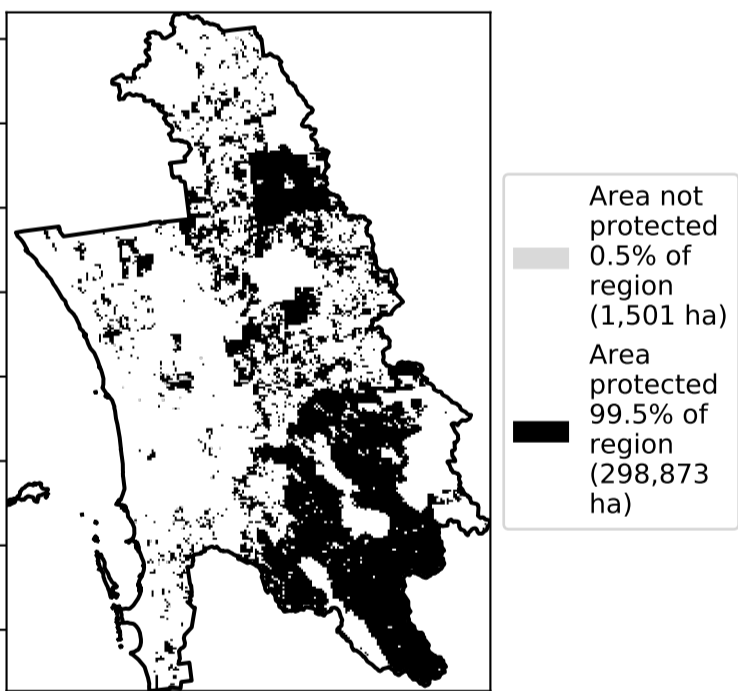 Area not
protected
0.5% of
region
(1,501 ha)
Area
protected
99.5% of
region
(298,873
ha)